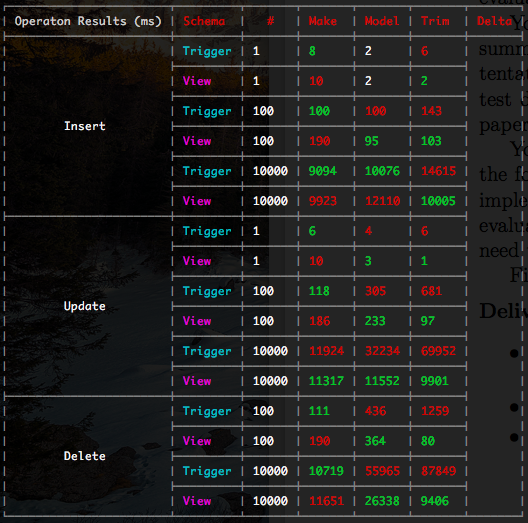 Operaton Results (ms) Schema # Make Model Trim Delta
Trigger 1 8 2 6
View 1 10 2 2
Trigger 100 100 100 143
Insert
View 100 190 95 103
Trigger 10000 9094 10076 14615
View 10000 9923 12110 10005
Trigger 1 6 4 6
View 1 10 3 1
Trigger 100 118 305 681
Update
View 100 186 233 97
Trigger 10000 11924 32234 69952
View 10000 11317 11552 9901
Trigger 100 111 436 1259
View 100 190 364 80
Delete
Trigger 10000 10719 55965 87849
View 10000 11651 26338 9406